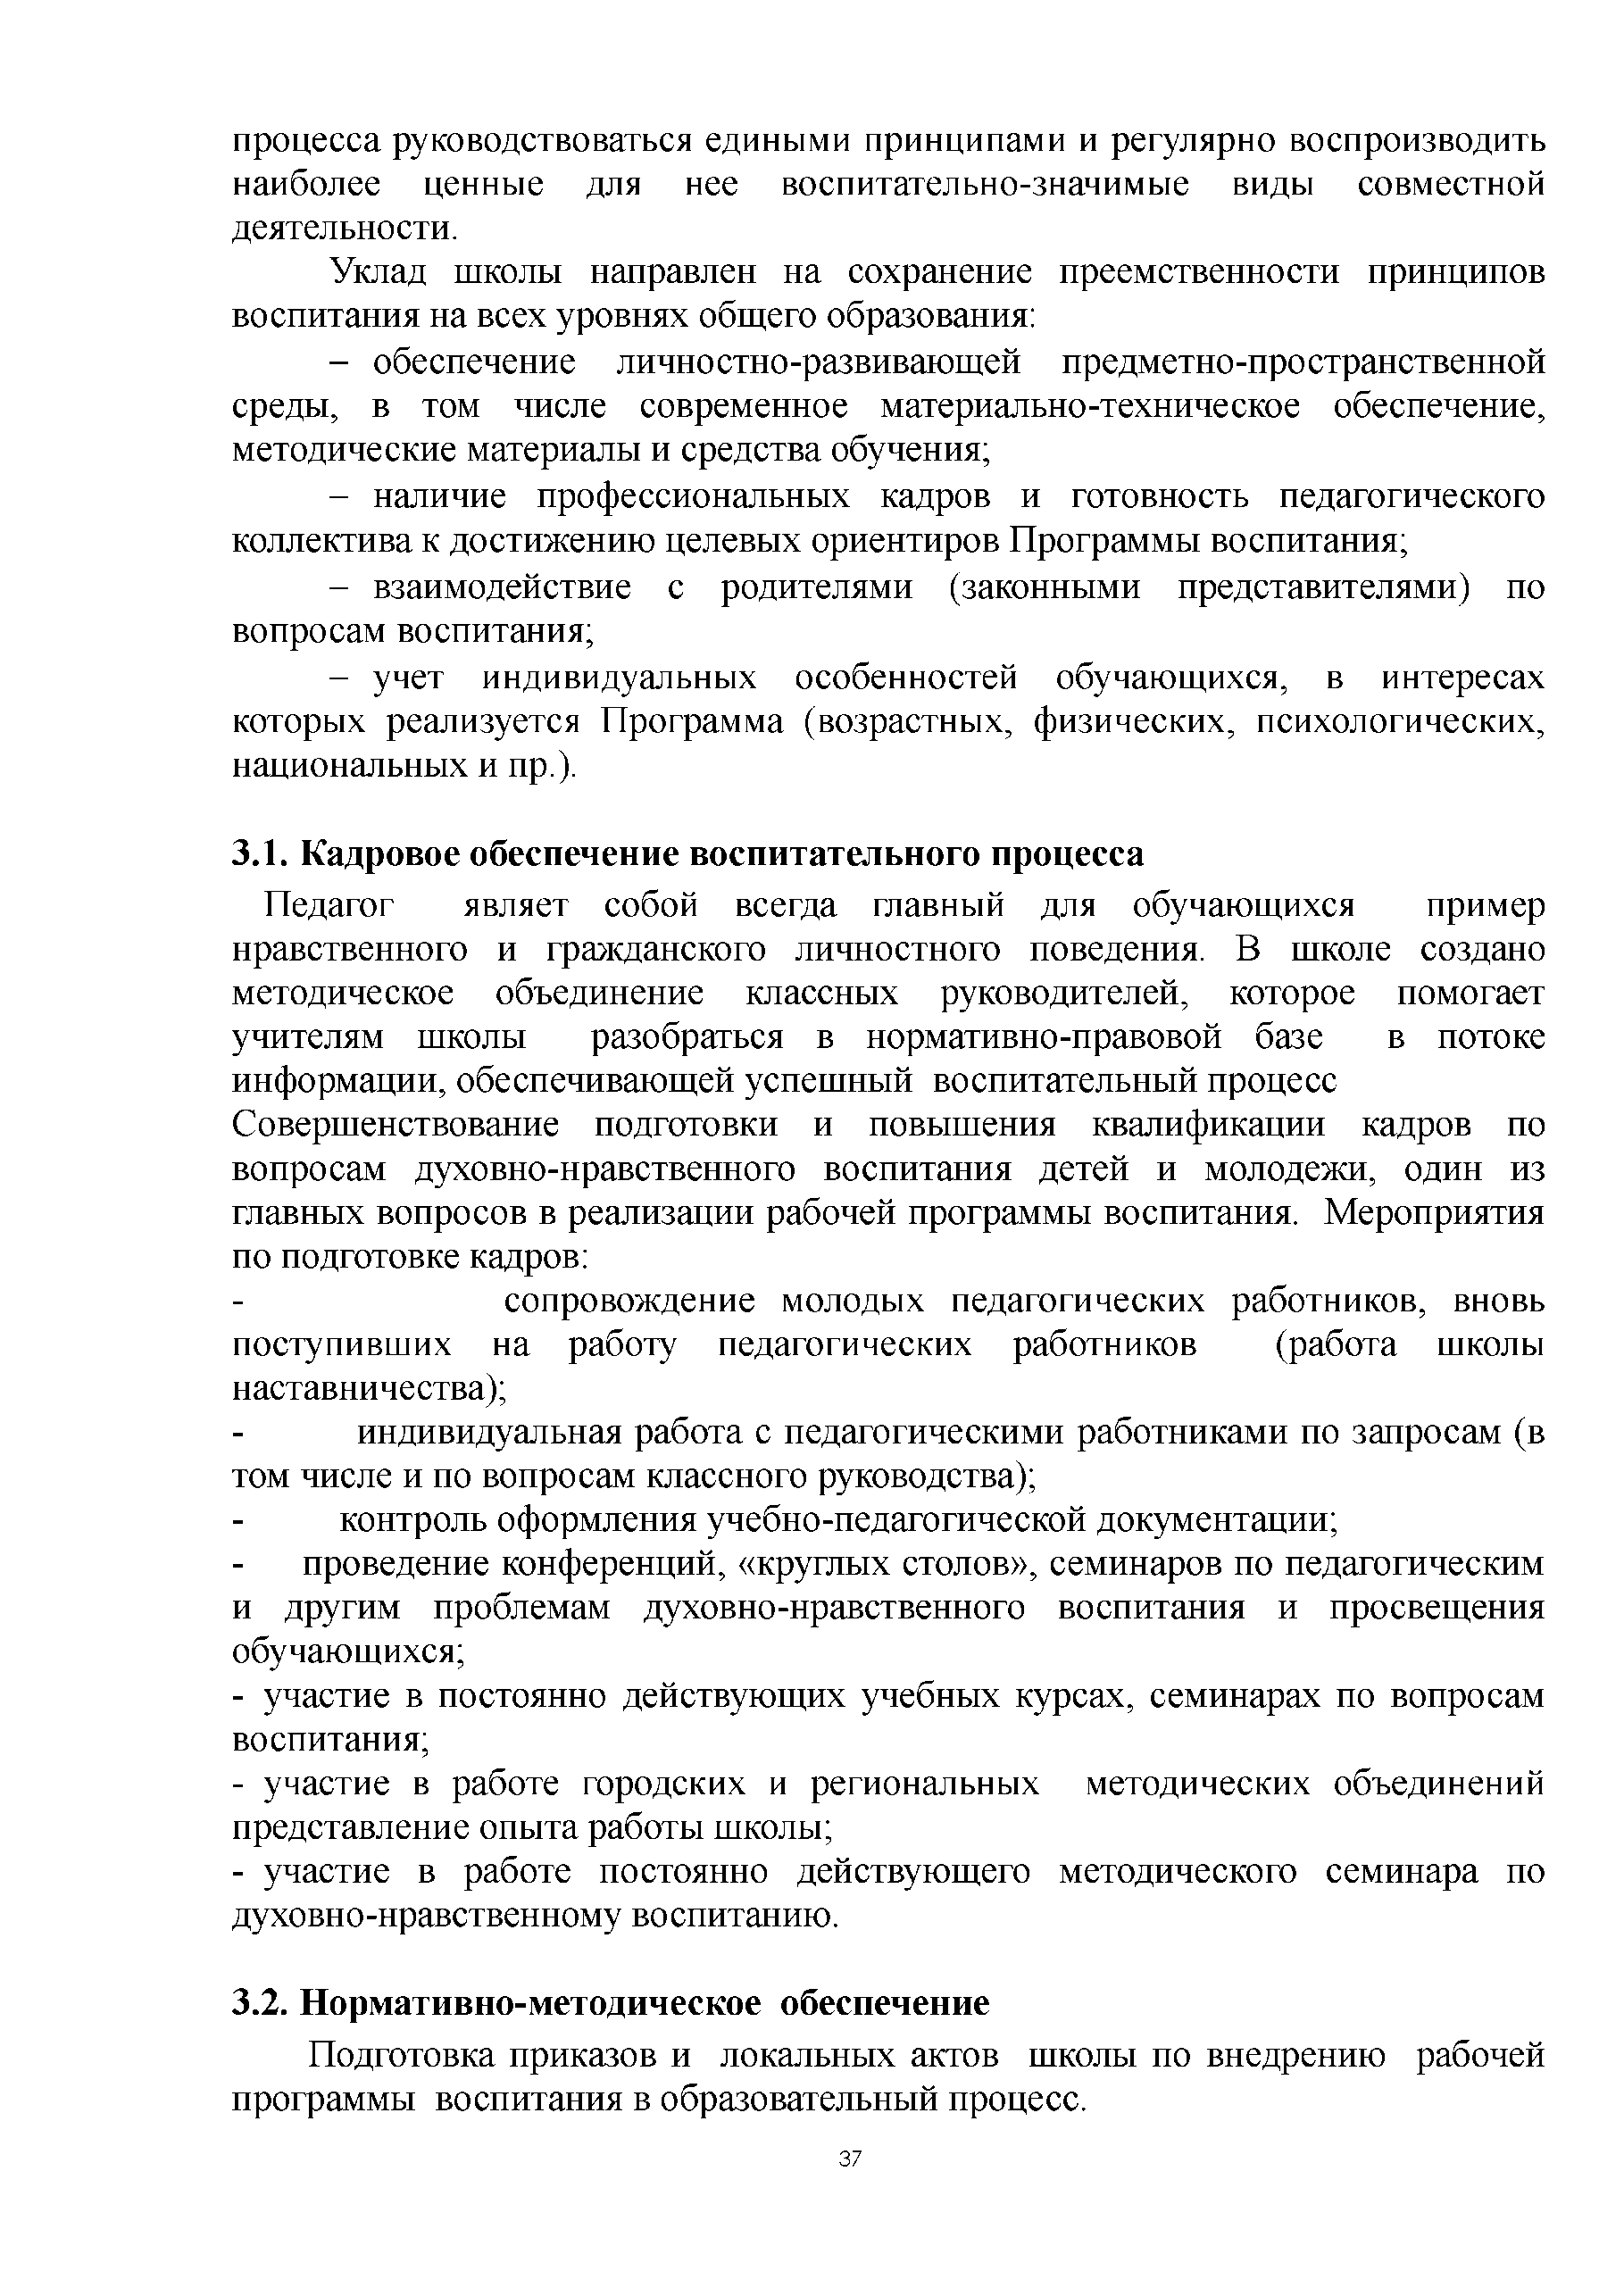 процесса руководствоваться едиными принципами и регулярно воспроизводить
наиболее ценные для нее воспитательно-значимые виды совместной
деятельности.
Уклад школы направлен на сохранение преемственности принципов
воспитания на всех уровнях общего образования:
– обеспечение личностно-развивающей предметно-пространственной
среды, в том числе современное материально-техническое обеспечение,
методические материалы и средства обучения;
– наличие профессиональных кадров и готовность педагогического
коллектива к достижению целевых ориентиров Программы воспитания;
– взаимодействие с родителями (законными представителями) по
вопросам воспитания;
– учет индивидуальных особенностей обучающихся, в интересах
которых реализуется Программа (возрастных, физических, психологических,
национальных и пр.).
3.1. Кадровое обеспечение воспитательного процесса
Педагог являет собой всегда главный для обучающихся пример
нравственного и гражданского личностного поведения. В школе создано
методическое объединение классных руководителей, которое помогает
учителям школы разобраться в нормативно-правовой базе в потоке
информации, обеспечивающей успешный воспитательный процесс
Совершенствование подготовки и повышения квалификации кадров по
вопросам духовно-нравственного воспитания детей и молодежи, один из
главных вопросов в реализации рабочей программы воспитания. Мероприятия
по подготовке кадров:
- сопровождение молодых педагогических работников, вновь
поступивших на работу педагогических работников (работа школы
наставничества);
- индивидуальная работа с педагогическими работниками по запросам (в
том числе и по вопросам классного руководства);
- контроль оформления учебно-педагогической документации;
- проведение конференций, «круглых столов», семинаров по педагогическим
и другим проблемам духовно-нравственного воспитания и просвещения
обучающихся;
- участие в постоянно действующих учебных курсах, семинарах по вопросам
воспитания;
- участие в работе городских и региональных методических объединений
представление опыта работы школы;
- участие в работе постоянно действующего методического семинара по
духовно-нравственному воспитанию.
3.2. Нормативно-методическое обеспечение
Подготовка приказов и локальных актов школы по внедрению рабочей
программы воспитания в образовательный процесс.
37